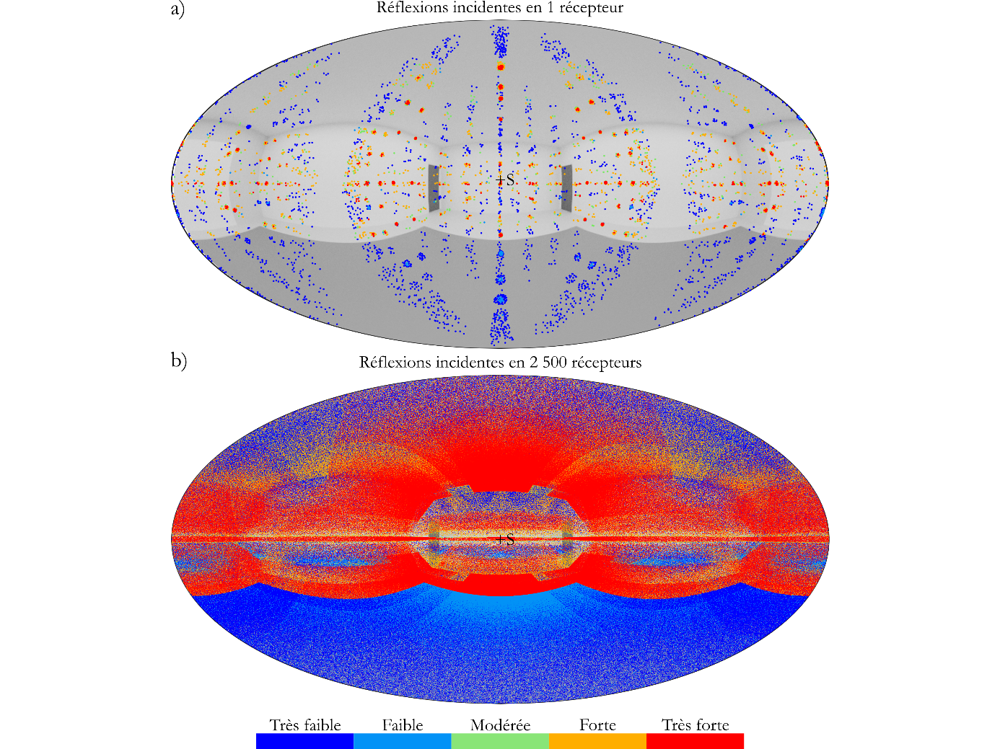 a)
Réflexions incidentes en 1 récepteur
+S
b)
Réflexions incidentes en 2 500 récepteurs
+S
Très faible Faible Modérée Forte Très forte